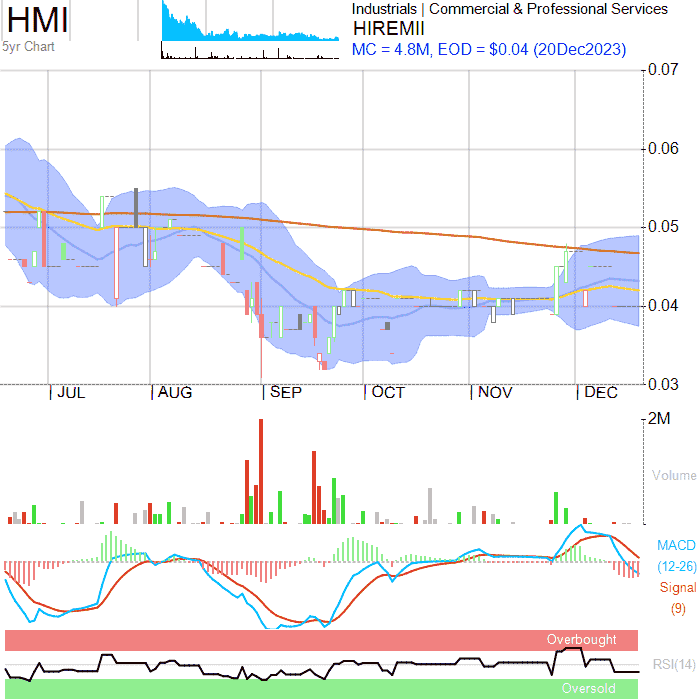 HMI
5yr Chart
Industrials | Commercial & Professional Services
HIREMII
MC = 4.8M, EOD = $0.04 (20Dec2023)
0.07
0.06
0.05
0.04
0.03
JUL
AUG
SEP
OCT
NOV
DEC
2M
Volume
MACD
(12-26)
Signal
(9)
Overbought
RSI(14)
Oversold